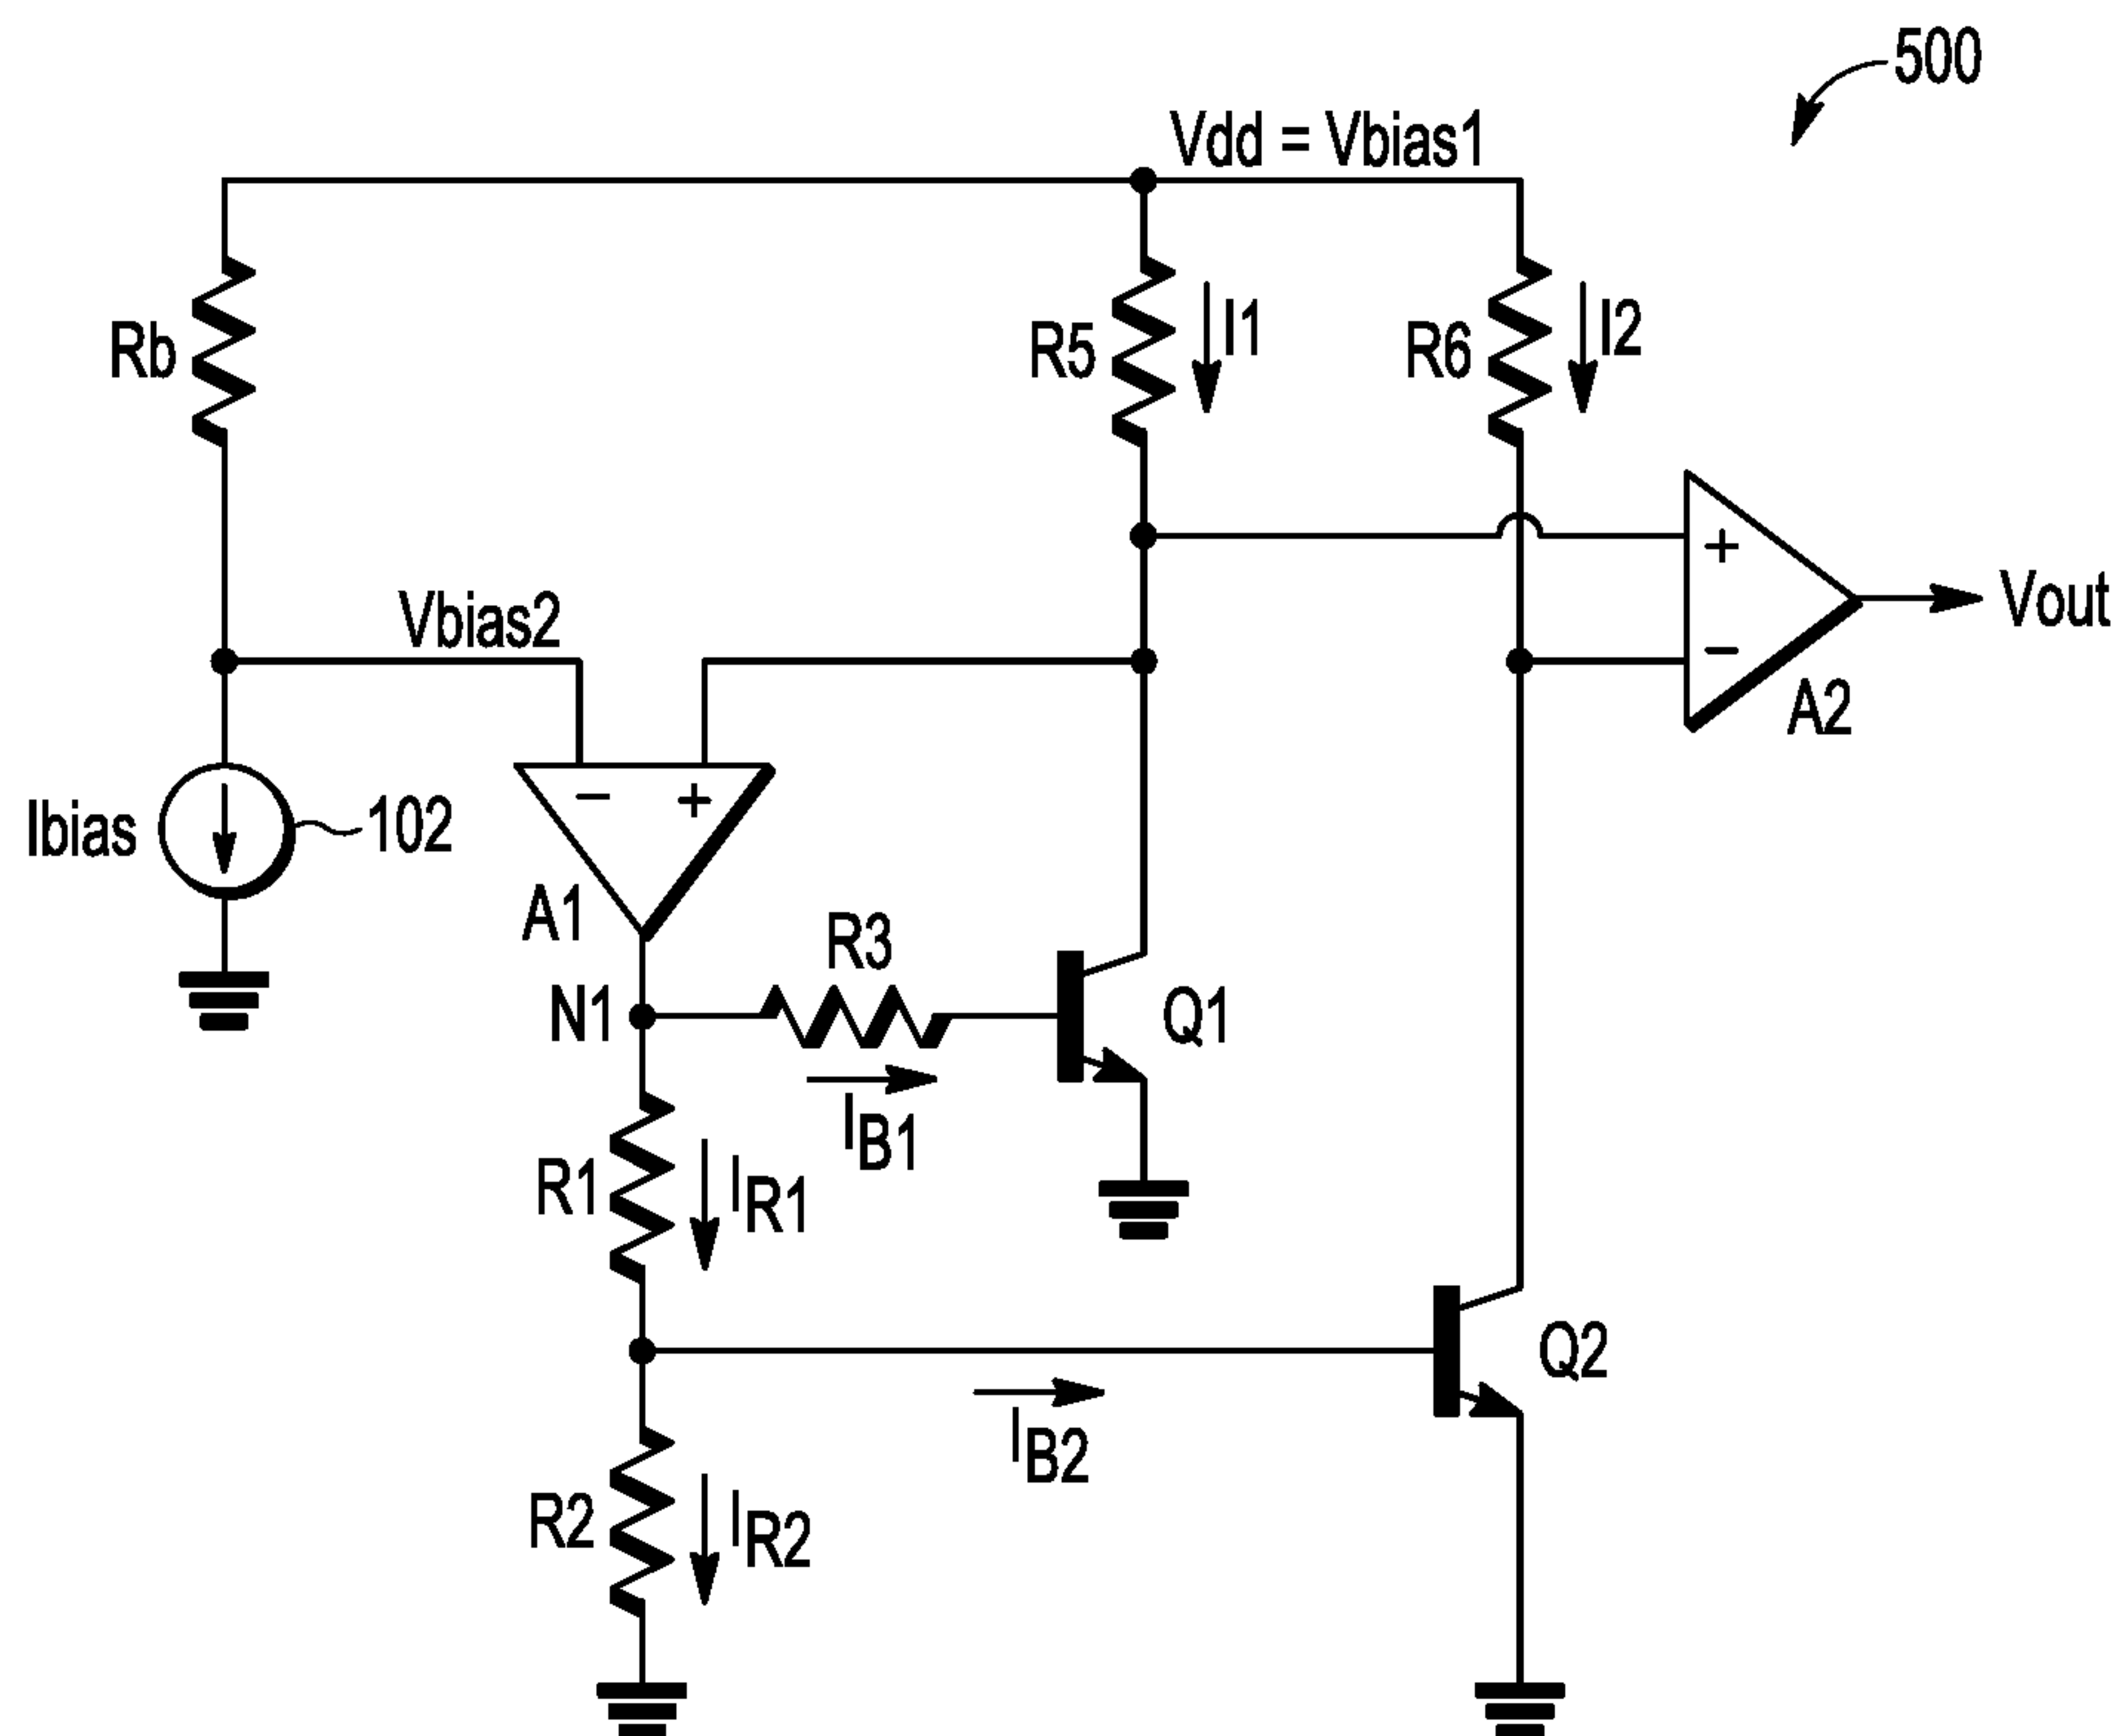 500
Vdd = Vbias1
Rb
R5
I1
R6
I2
+
Vbias2
Vout
−
A2
Ibias
102
− +
A1
R3
N1
Q1
IB1
R1
IR1
Q2
IB2
R2
IR2